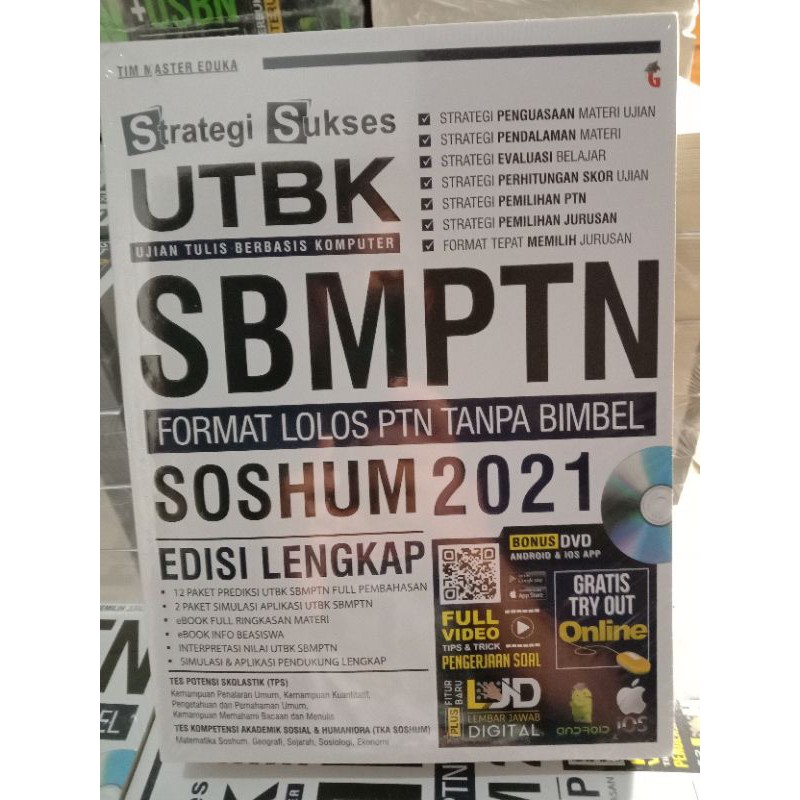 +USBN
TIM MASTER EDUKA
Strategi Sukses
UTBK
UJIAN TULIS BERBASIS KOMPUTER
STRATEGI PENGUASAAN MATERI UJIAN
STRATEGI PENDALAMAN MATERI
STRATEGI EVALUASI BELAJAR
STRATEGI PERHITUNGAN SKOR UJIAN
STRATEGI PEMILIHAN PTN
STRATEGI PEMILIHAN JURUSAN
FORMAT TEPAT MEMILIH JURUSAN
SBMPTN
FORMAT LOLOS PTN TANPA BIMBEL
SOSHUM 2021
EDISI LENGKAP
• 12 PAKET PREDIKSI UTBK SBMPTN FULL PEMBAHASAN
• 2 PAKET SIMULASI APLIKASI UTBK SBMPTN
• eBOOK FULL RINGKASAN MATERI
• eBOOK INFO BEASISWA
• INTERPRETASI NILAI UTBK SBMPTN
• SIMULASI & APLIKASI PENDUKUNG LENGKAP
TES POTENSI SKOLASTIK (TPS)
Kemampuan Penalaran Umum, Kemampuan Kuantitatif,
Pengetahuan dan Pemahaman Umum,
Kemampuan Memahami Bacaan dan Menulis
TES KOMPETENSI AKADEMIK SOSIAL & HUMANIORA (TKA SOSHUM)
Matematika Soshum, Geografi, Sejarah, Sosiologi, Ekonomi
BONUS DVD
ANDROID & iOS APP
Google Play
App Store
FULL
VIDEO
TIPS & TRICK
PENGERJAAN SOAL
GRATIS
TRY OUT
Online
PLUS FITUR BARU
LJD
LEMBAR JAWAB
DIGITAL
ANDROID
iOS